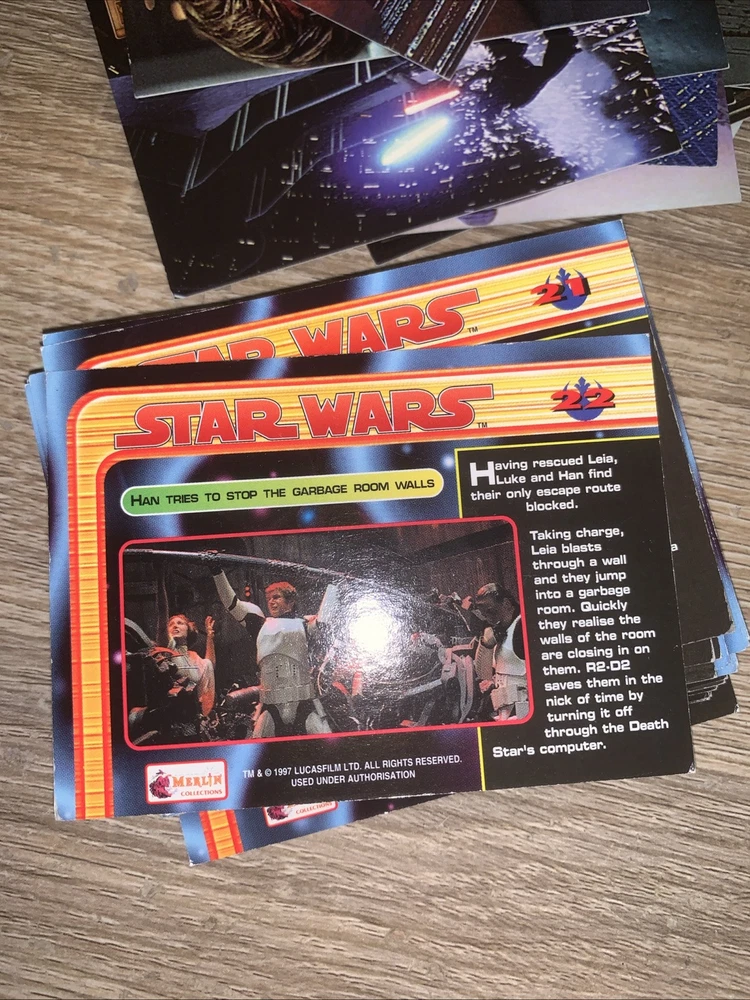 21
STAR WARS
TM
STAR WARS
TM
22
HAN TRIES TO STOP THE GARBAGE ROOM WALLS
Having rescued Leia,
Luke and Han find
their only escape route
blocked.
Taking charge,
Leia blasts
through a wall
and they jump
into a garbage
room. Quickly
they realise the
walls of the room
are closing in on
them. R2-D2
saves them in the
nick of time by
turning it off
through the Death
Star's computer.
MERLIN
COLLECTIONS
TM & © 1997 LUCASFILM LTD. ALL RIGHTS RESERVED.
USED UNDER AUTHORISATION
COLLECTIONS
a